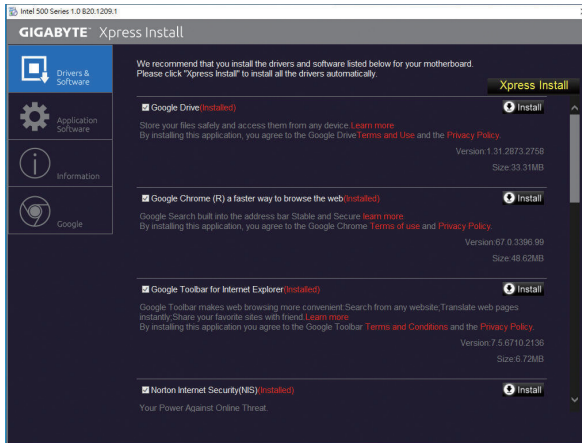 Intel 500 Series 1.0 B20.1209.1
GIGABYTE™ Xpress Install
Drivers &
Software
Application
Software
Information
Google
We recommend that you install the drivers and software listed below for your motherboard.
Please click "Xpress Install" to install all the drivers automatically.
Xpress Install
Google Drive(Installed)
Install
Store your files safely and access them from any device.Learn more
By installing this application, you agree to the Google DriveTerms and Use and the Privacy Policy.
Version:1.31.2873.2758
Size:33.31MB
Google Chrome (R) a faster way to browse the web(Installed)
Install
Google Search built into the address bar Stable and Secure learn more
By installing this application, you agree to the Google Chrome Terms of use and Privacy Policy.
Version:67.0.3396.99
Size:48.62MB
Google Toolbar for Internet Explorer(Installed)
Install
Google Toolbar makes web browsing more convenient:Search from any website;Translate web pages
instantly;Share your favorite sites with friend.Learn more
By installing this application you agree to the Google Toolbar Terms and Conditions and the Privacy Policy.
Version:7.5.6710.2136
Size:6.72MB
Norton Internet Security(NIS)(Installed)
Install
Your Power Against Online Threat.